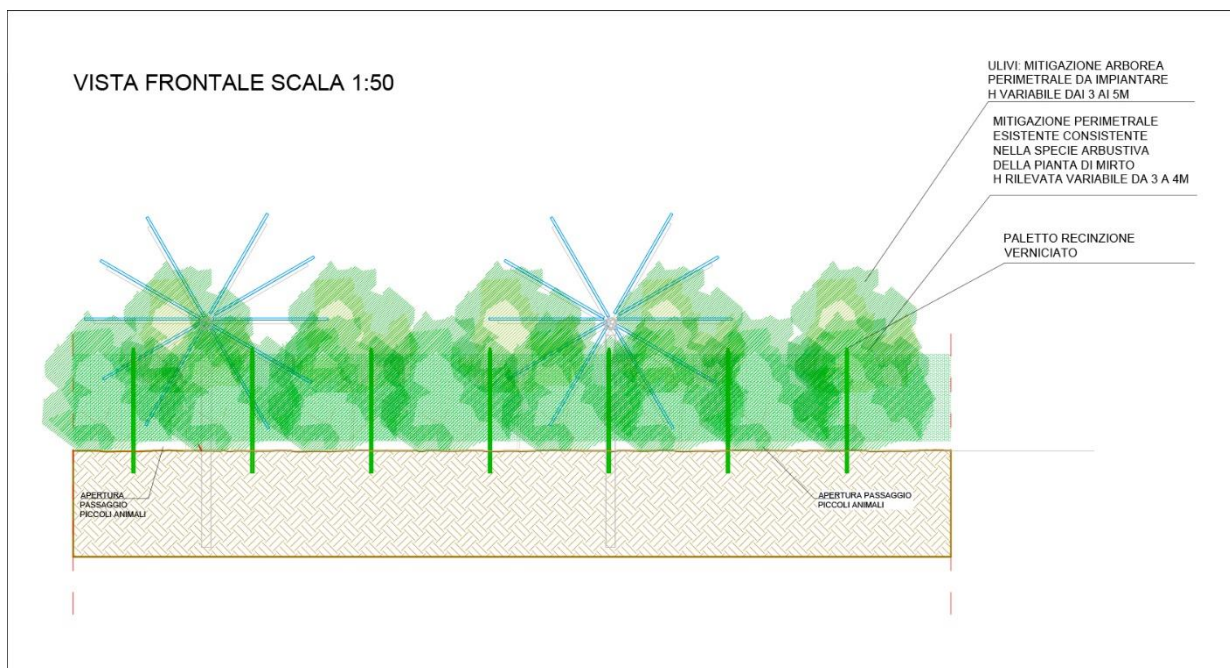 VISTA FRONTALE SCALA 1:50
ULIVI: MITIGAZIONE ARBOREA
PERIMETRALE DA IMPIANTARE
H VARIABILE DAI 3 AI 5M
MITIGAZIONE PERIMETRALE
ESISTENTE CONSISTENTE
NELLA SPECIE ARBUSTIVA
DELLA PIANTA DI MIRTO
H RILEVATA VARIABILE DA 3 A 4M
PALETTO RECINZIONE
VERNICIATO
APERTURA
PASSAGGIO
PICCOLI ANIMALI
APERTURA PASSAGGIO
PICCOLI ANIMALI